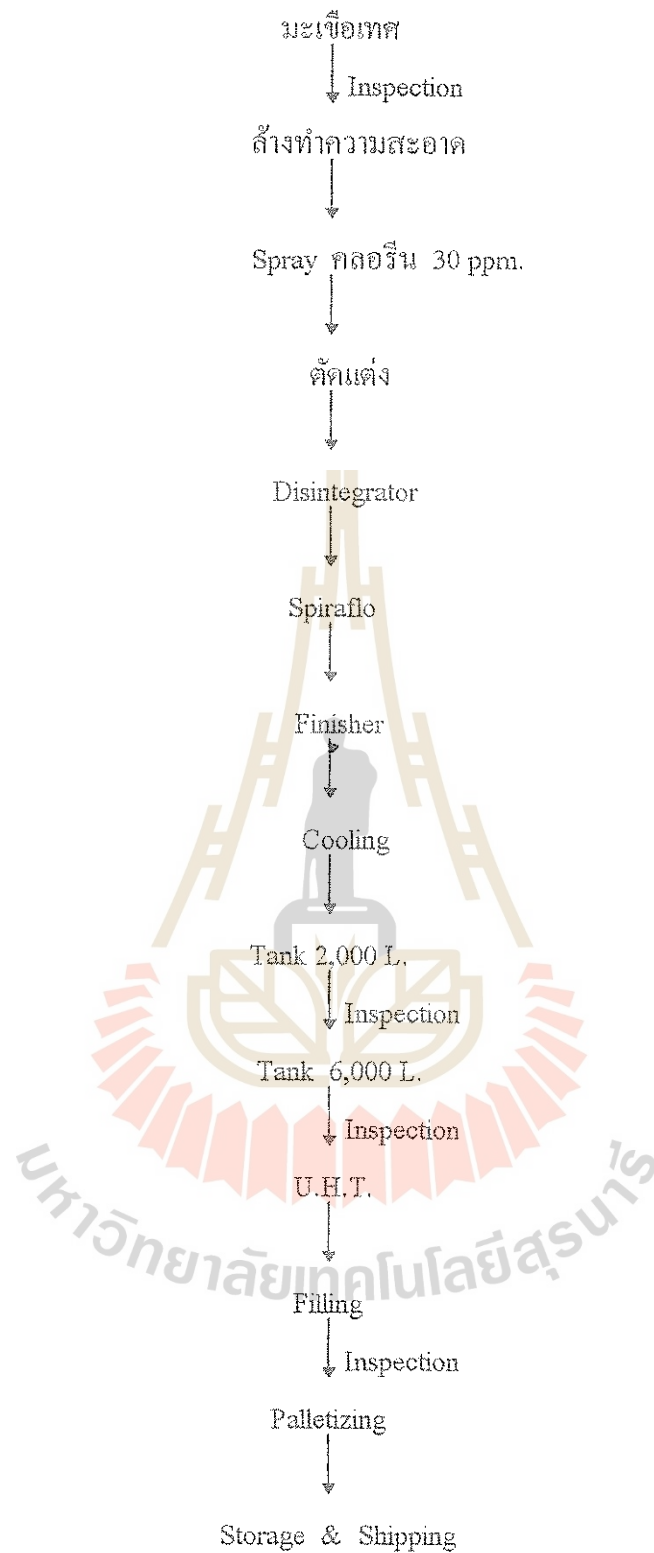 มะเขือเทศ
Inspection
ล้างทำความสะอาด
Spray คลอรีน 30 ppm.
ตัดแต่ง
Disintegrator
Spiraflo
Finisher
Cooling
Tank 2,000 L.
Inspection
Tank 6,000 L.
Inspection
U.H.T.
มหาวิทยาลัยเทคโนโลยีสุรนารี
Filling
Inspection
Palletizing
Storage & Shipping